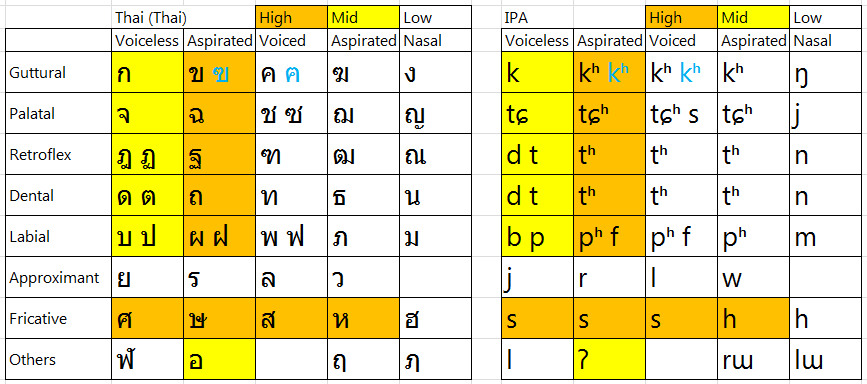 Thai (Thai) High Mid Low IPA High Mid Low
Voiceless Aspirated Voiced Aspirated Nasal Voiceless Aspirated Voiced Aspirated Nasal
Guttural ก ข ฃ ค ฅ ฆ ง k kʰ kʰ kʰ kʰ kʰ ŋ
Palatal จ ฉ ช ซ ฌ ญ tɕ tɕʰ tɕʰ s tɕʰ j
Retroflex ฎ ฏ ฐ ฑ ฒ ณ d t tʰ tʰ tʰ n
Dental ด ต ถ ท ธ น d t tʰ tʰ tʰ n
Labial บ ป ผ ฝ พ ฟ ภ ม b p pʰ f pʰ f pʰ m
Approximant ย ร ล ว j r l w
Fricative ศ ษ ส ห ฮ s s s h h
Others ฬ อ ฤ ฦ l ʔ rɯ lɯ